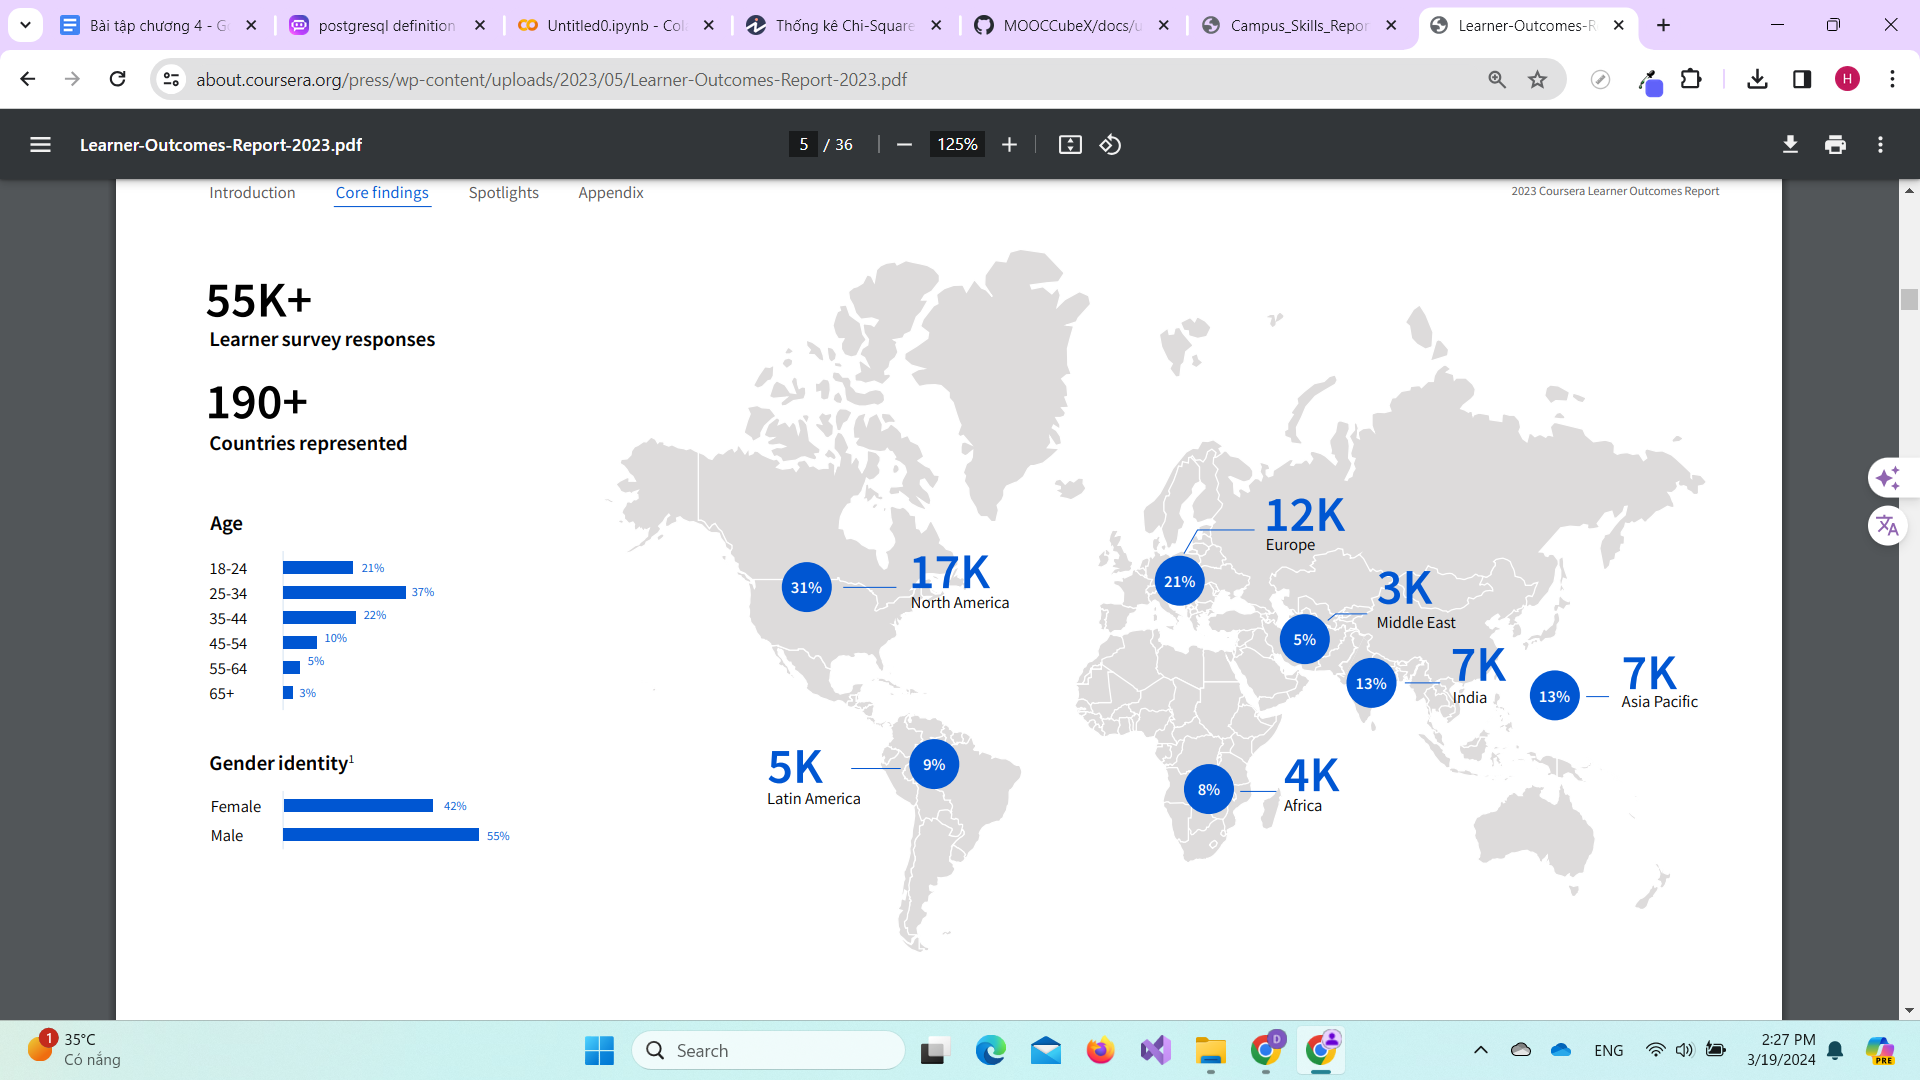 Bài tập chương 4 - G
postgresql definition
Untitled0.ipynb - Col
Thống kê Chi-Square
MOOCCubeX/docs/u
Campus_Skills_Repor
Learner-Outcomes-R
about.coursera.org/press/wp-content/uploads/2023/05/Learner-Outcomes-Report-2023.pdf
H
Learner-Outcomes-Report-2023.pdf
5 / 36
125%
Introduction
Core findings
Spotlights
Appendix
2023 Coursera Learner Outcomes Report
55K+
Learner survey responses
190+
Countries represented
Age
18-24 21%
25-34 37%
35-44 22%
45-54 10%
55-64 5%
65+ 3%
Gender identity1
Female 42%
Male 55%
31%
17K
North America
21%
12K
Europe
5%
3K
Middle East
13%
7K
India
13%
7K
Asia Pacific
5K
Latin America
9%
8%
4K
Africa
1
35°C
Có nắng
Search
D
ENG
2:27 PM
3/19/2024
PRE